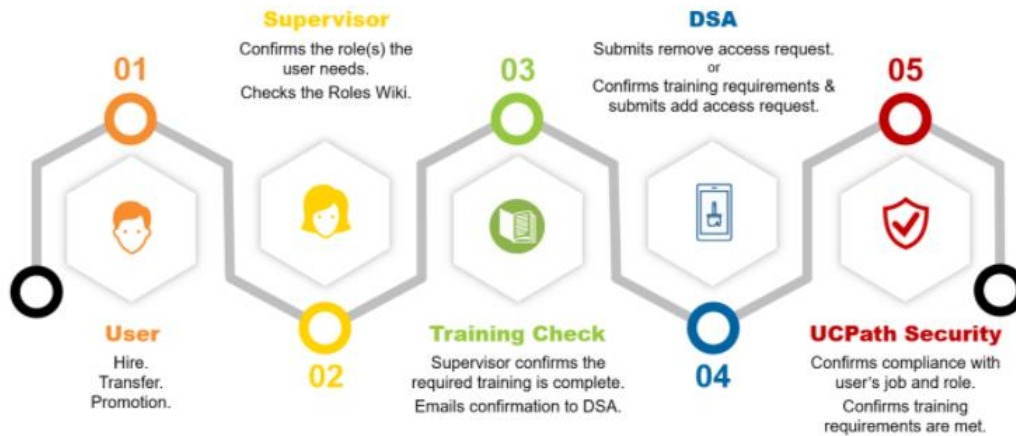 01
User
Hire.
Transfer.
Promotion.
Supervisor
Confirms the role(s) the
user needs.
Checks the Roles Wiki.
02
03
Training Check
Supervisor confirms the
required training is complete.
Emails confirmation to DSA.
DSA
Submits remove access request.
or
Confirms training requirements &
submits add access request.
04
05
UCPath Security
Confirms compliance with
user's job and role.
Confirms training
requirements are met.